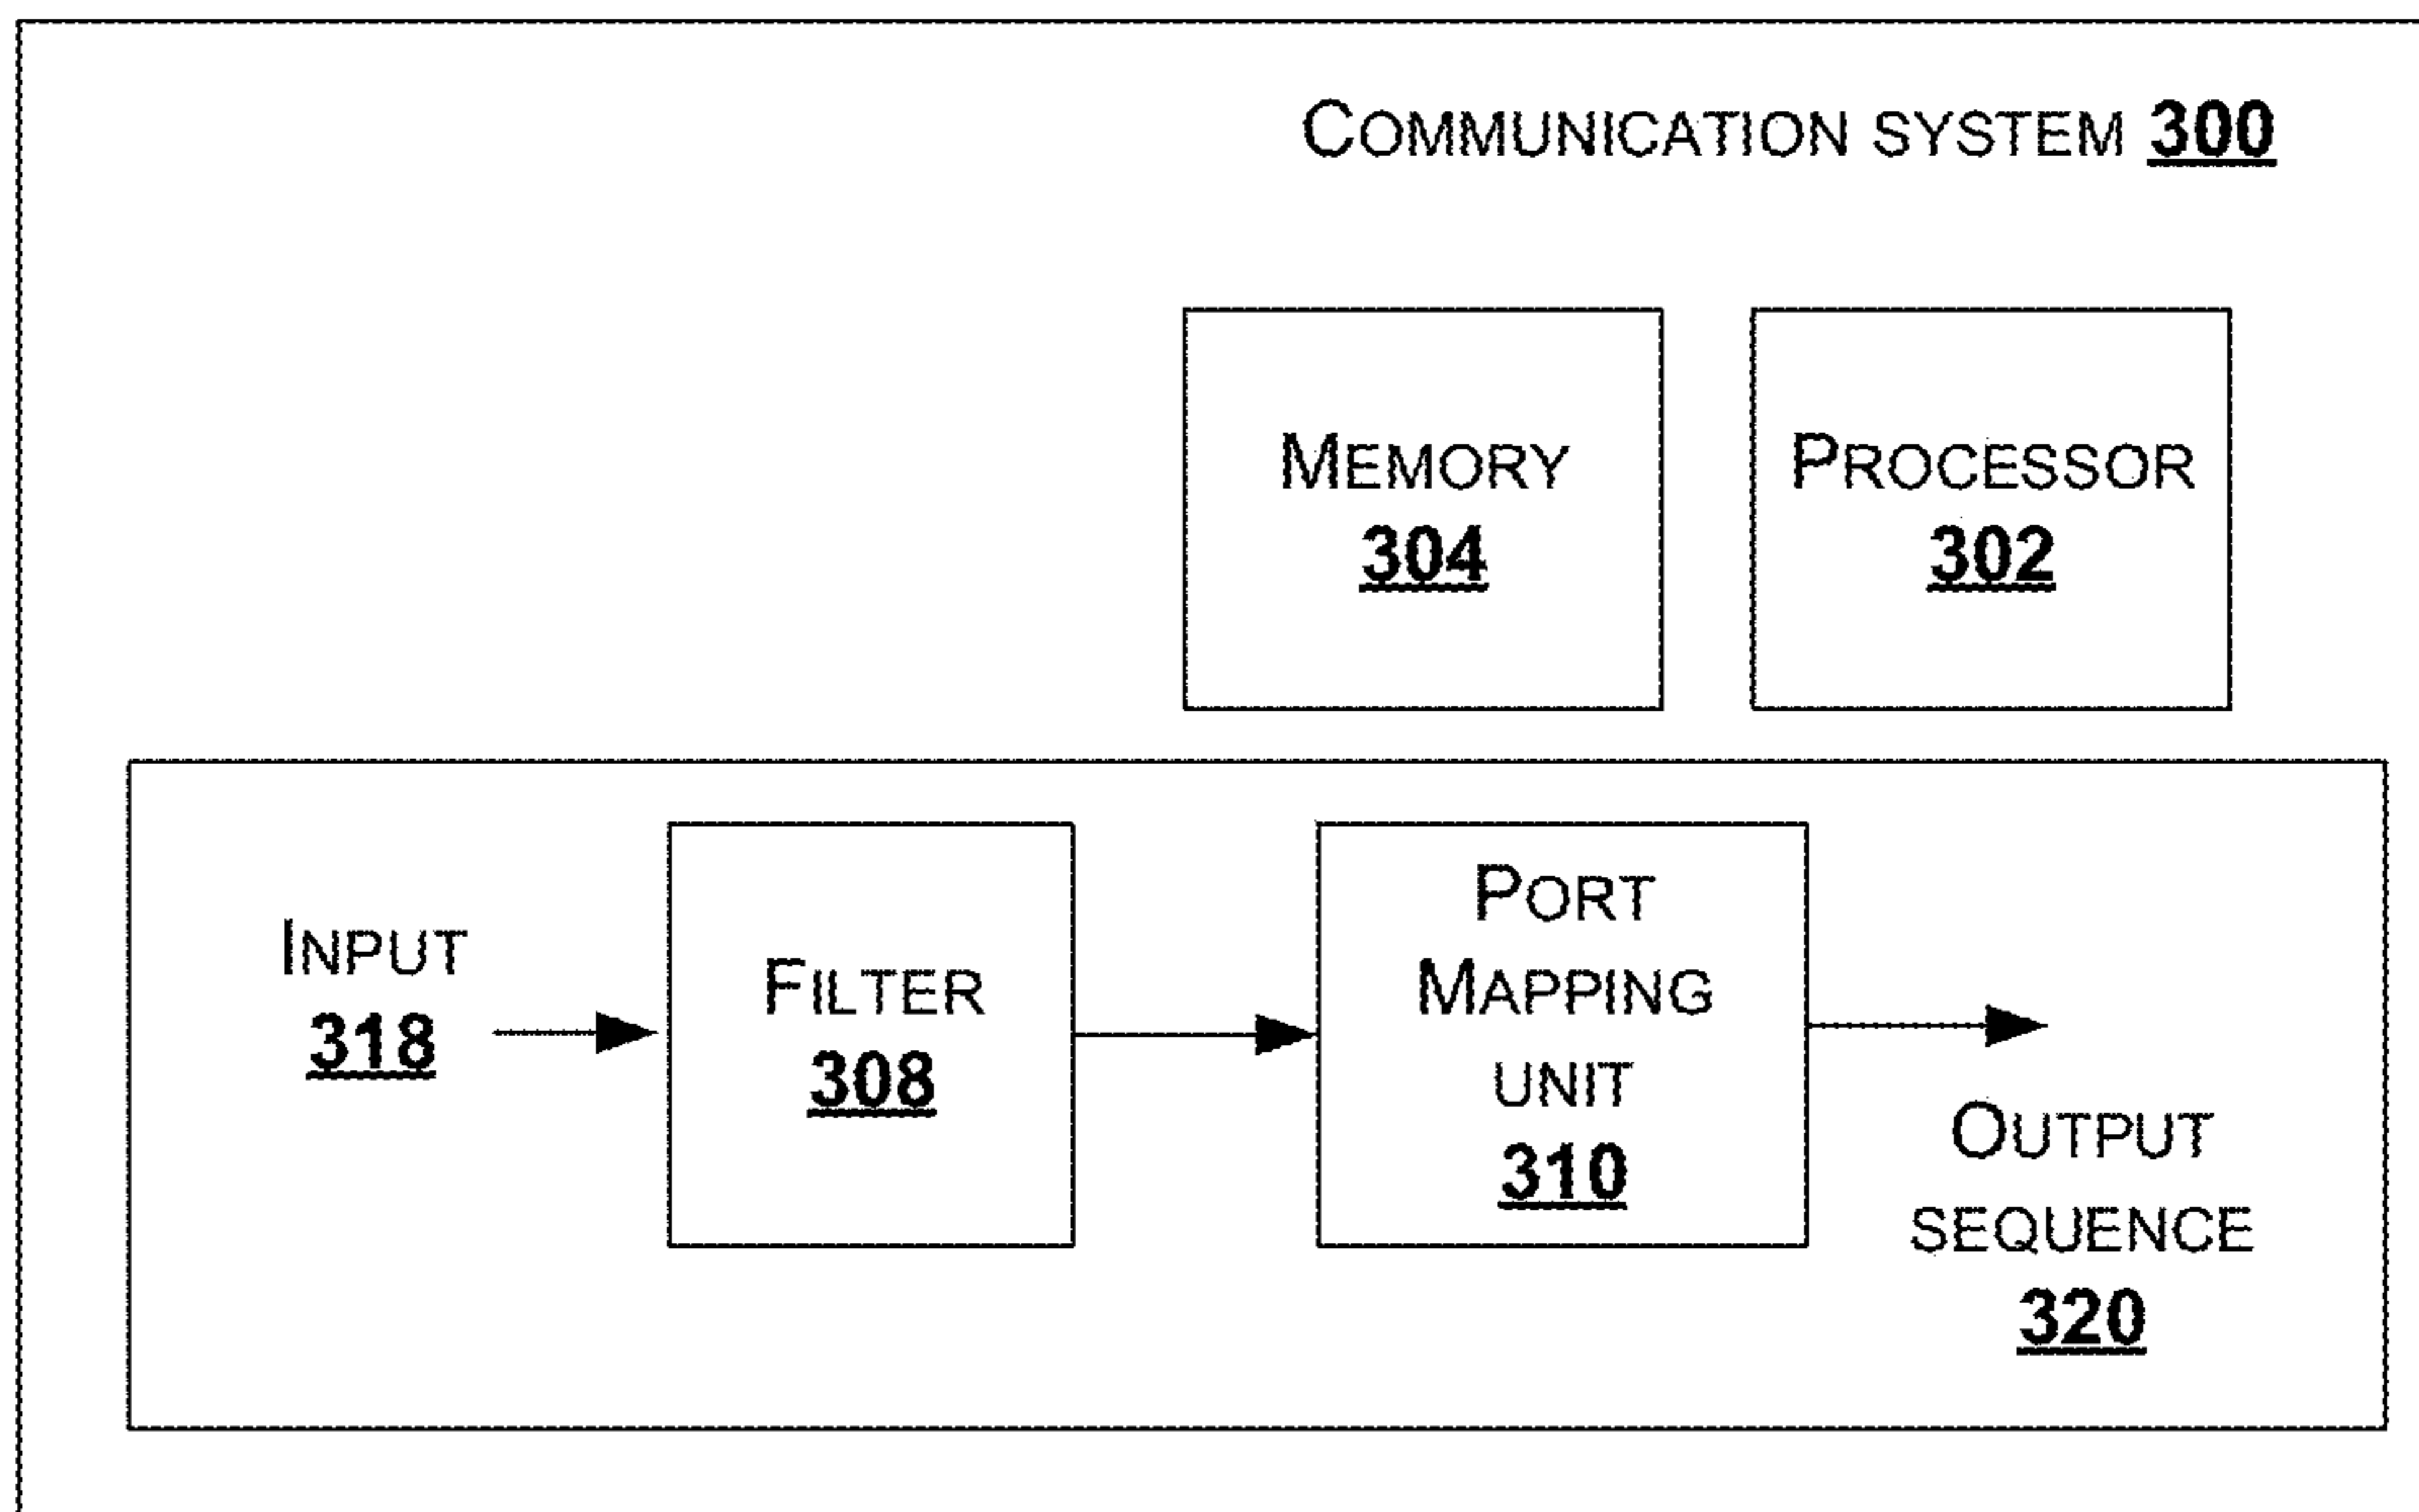 COMMUNICATION SYSTEM 300
MEMORY
304
PROCESSOR
302
INPUT
318
FILTER
308
PORT
MAPPING
UNIT
310
OUTPUT
SEQUENCE
320